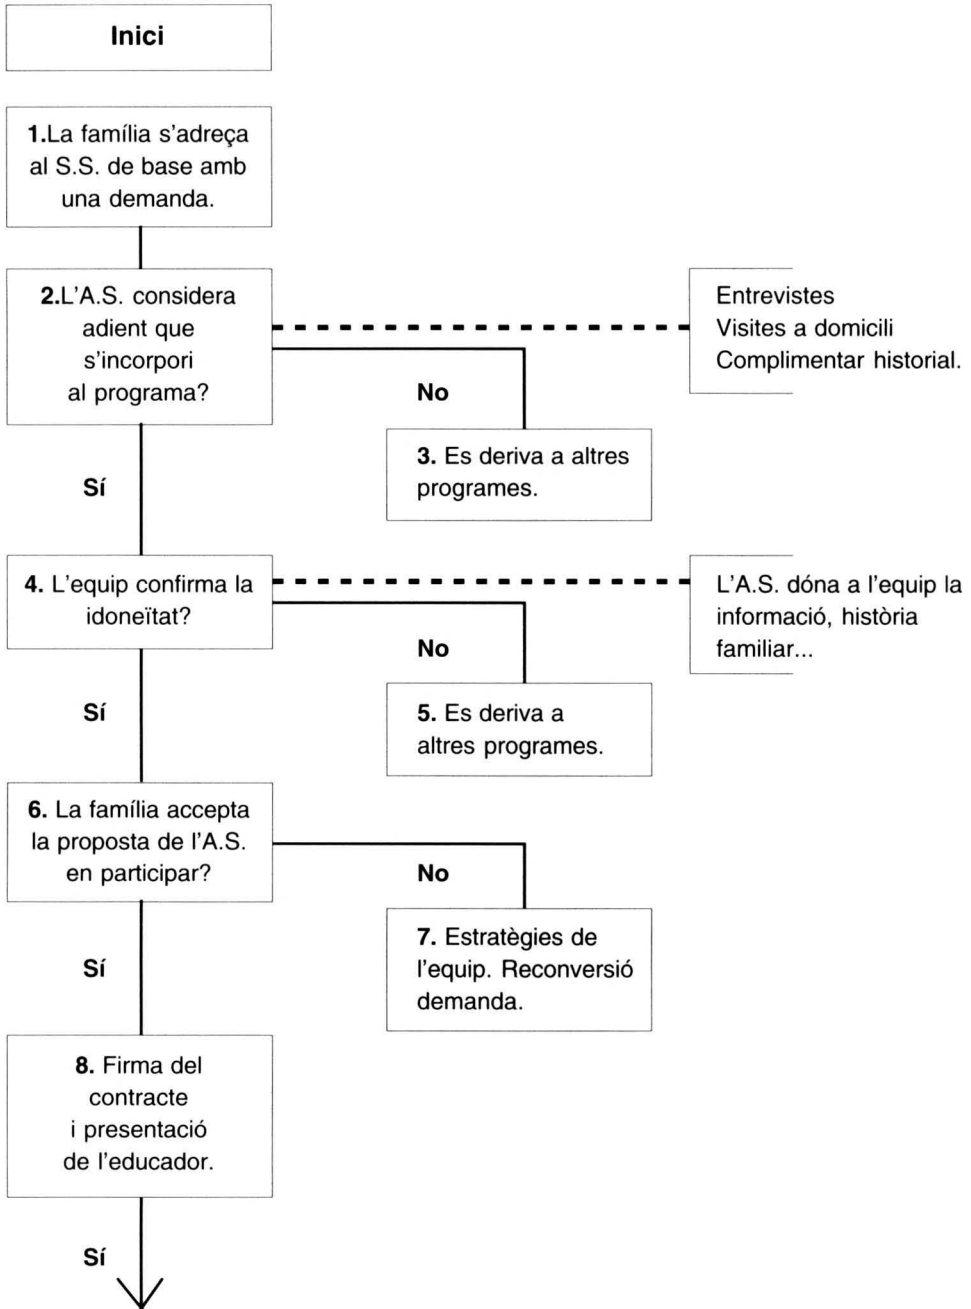 Inici
1.La família s'adreça
al S.S. de base amb
una demanda.
2.L'A.S. considera
adient que
s'incorpori
al programa?
Entrevistes
Visites a domicili
Complimentar historial.
No
3. Es deriva a altres
programes.
Sí
4. L'equip confirma la
idoneïtat?
L'A.S. dóna a l'equip la
informació, història
familiar...
No
5. Es deriva a
altres programes.
Sí
6. La família accepta
la proposta de l'A.S.
en participar?
No
7. Estratègies de
l'equip. Reconversió
demanda.
Sí
8. Firma del
contracte
i presentació
de l'educador.
Sí